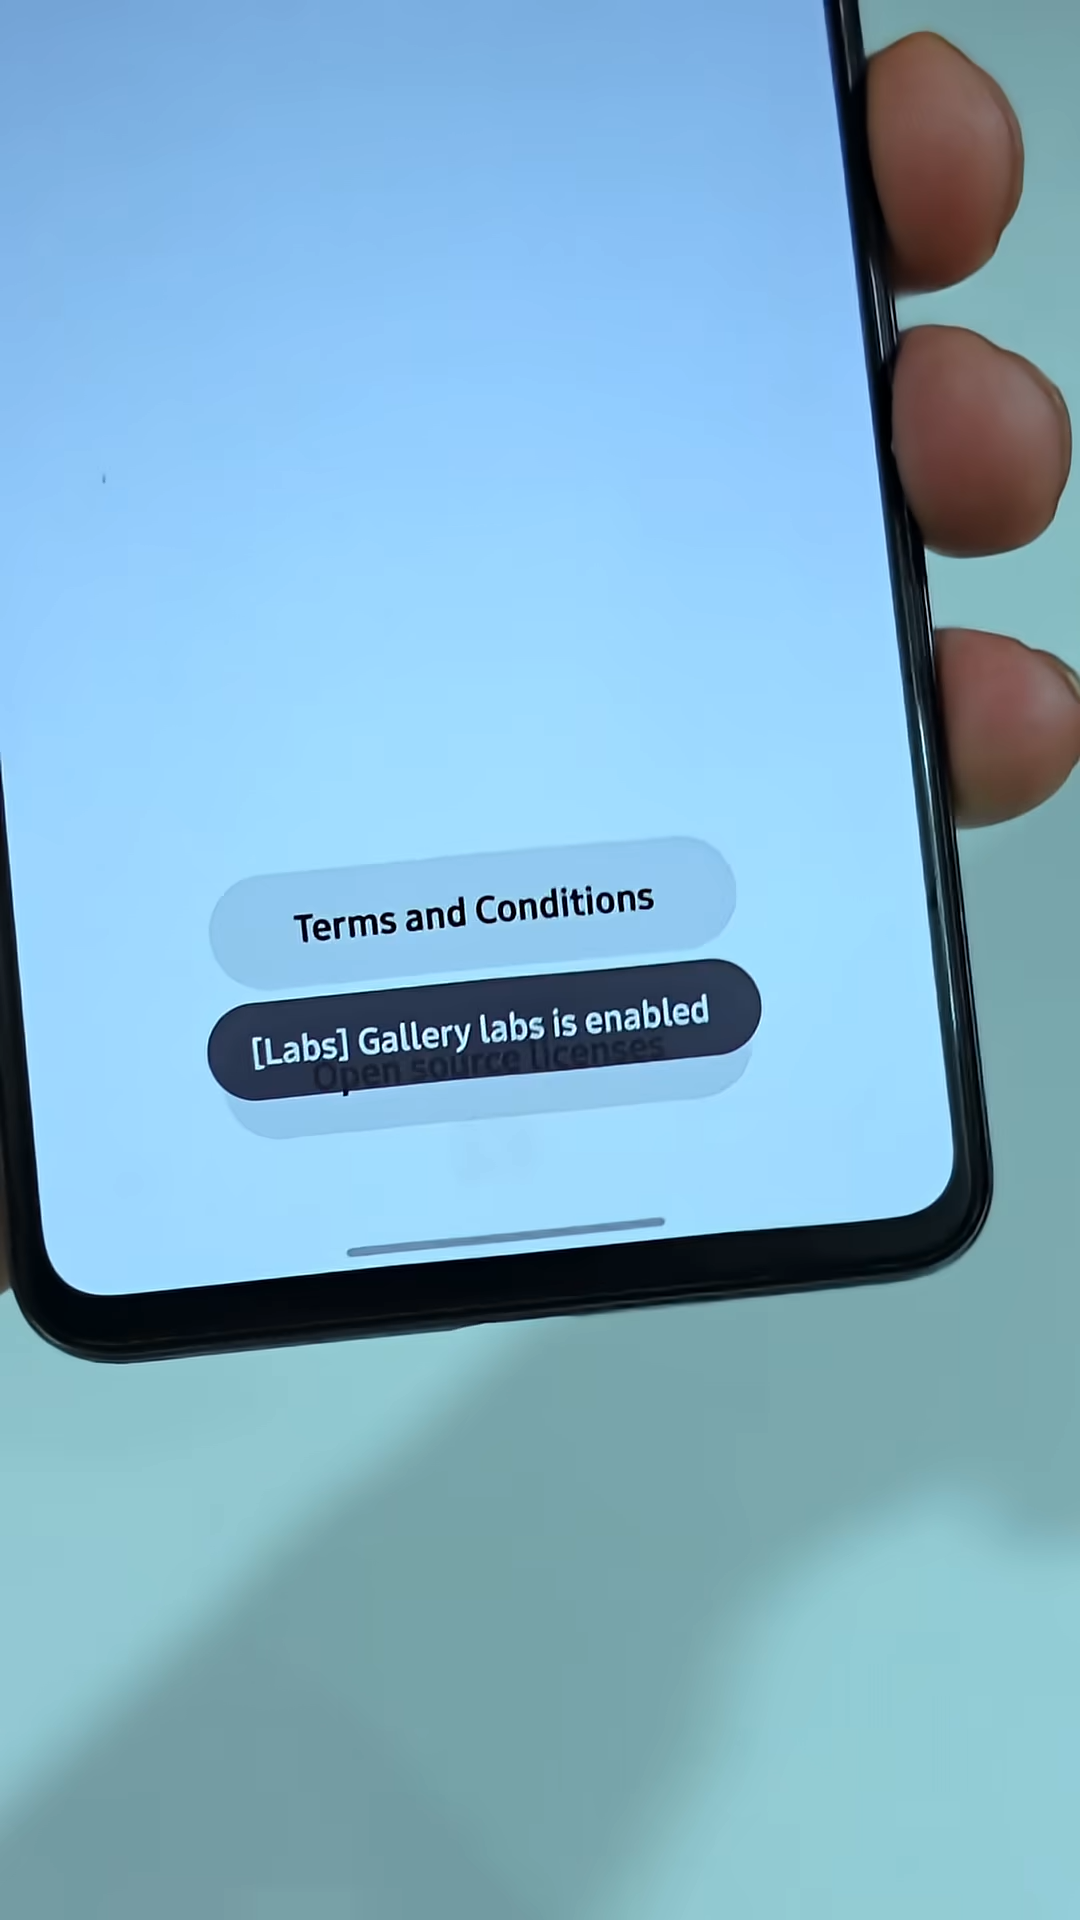 Terms and Conditions
[Labs] Gallery labs is enabled
Open source licenses